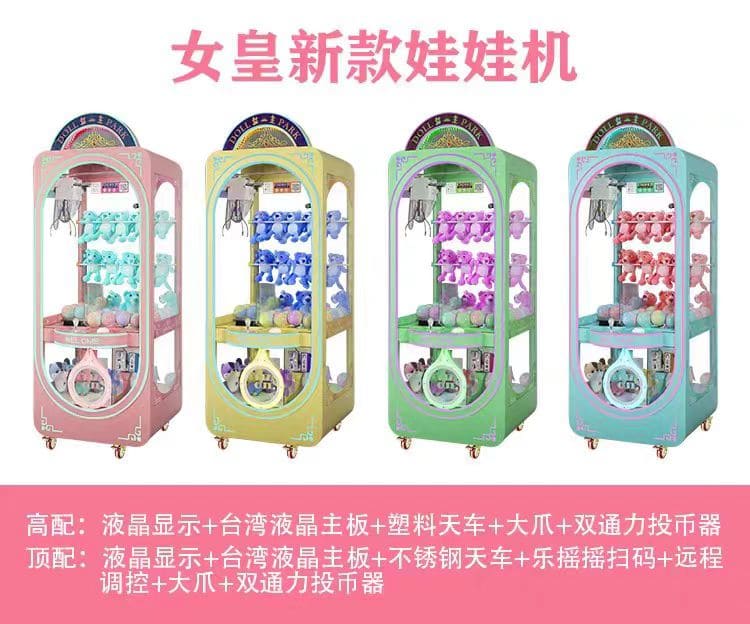 女皇新款娃娃机
DOLL PARK
DOLL PARK
DOLL PARK
DOLL PARK
WELCOME
高配：液晶显示+台湾液晶主板+塑料天车+大爪+双通力投币器
顶配：液晶显示+台湾液晶主板+不锈钢天车+乐摇摇扫码+远程
调控+大爪+双通力投币器